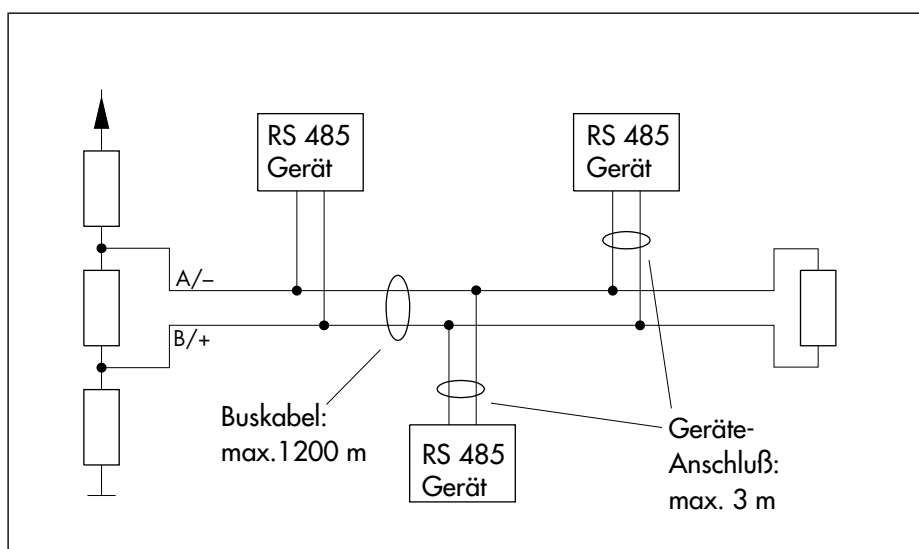 RS 485
Gerät
RS 485
Gerät
A/–
B/+
Buskabel:
max.1200 m
RS 485
Gerät
Geräte-
Anschluß:
max. 3 m